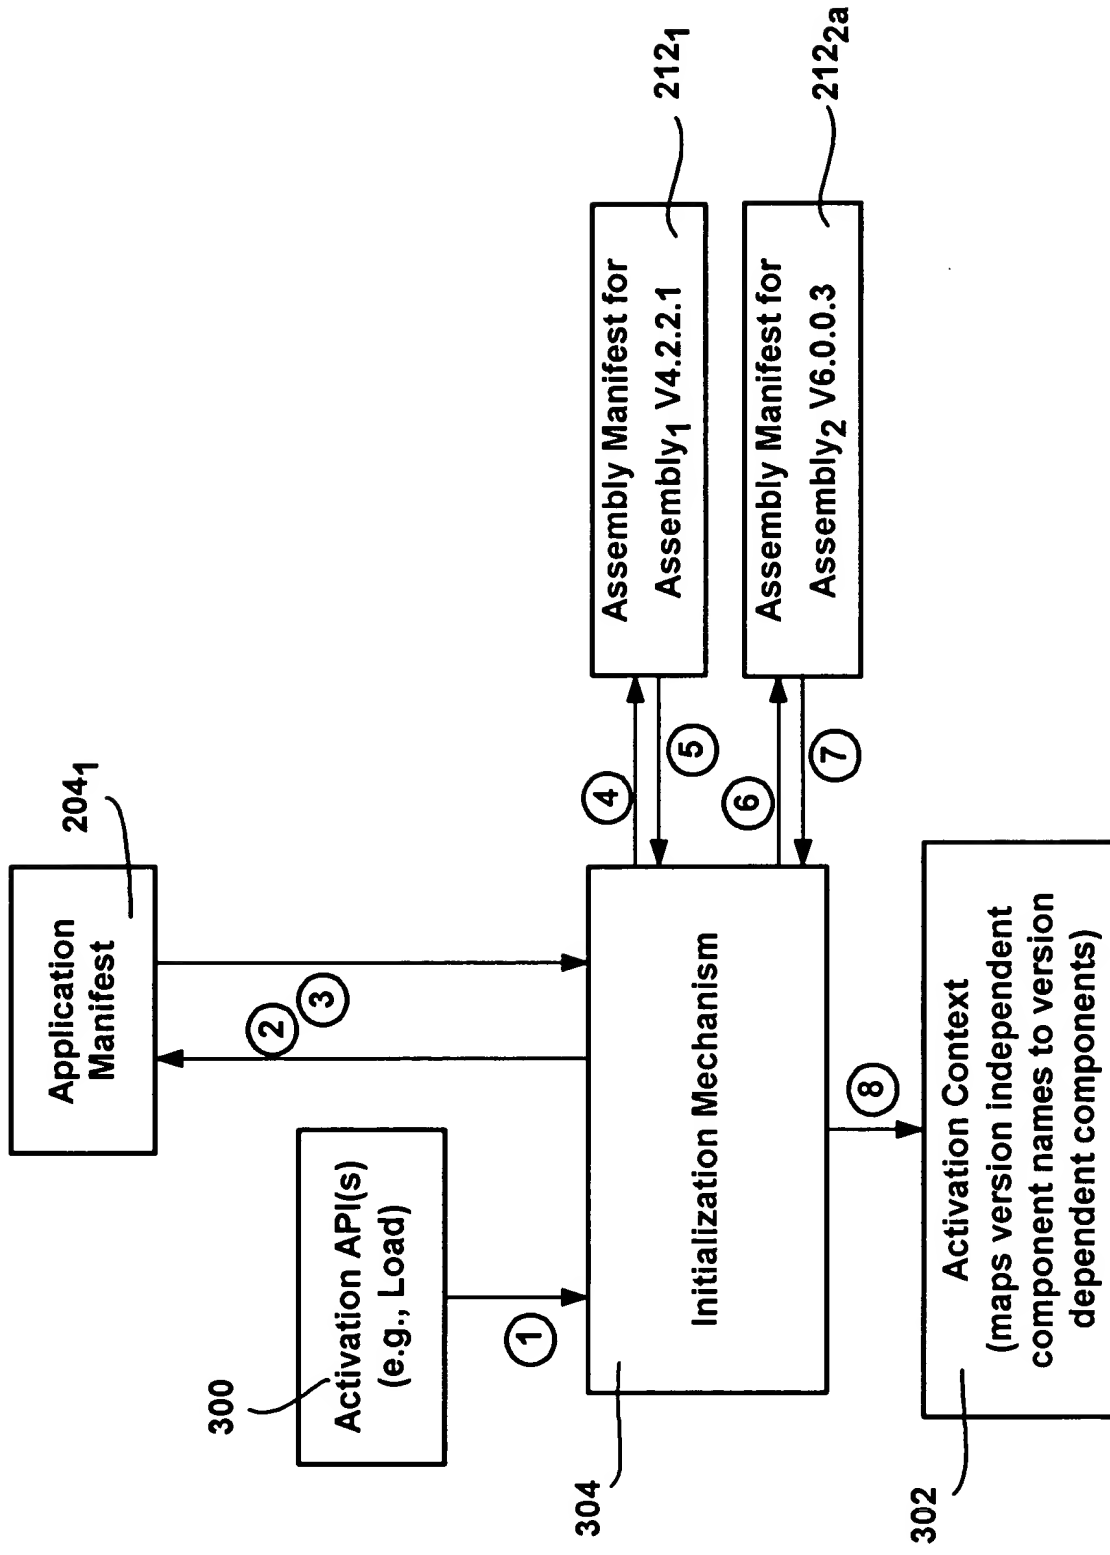 204₁
Application
Manifest
300
Activation API(s)
(e.g., Load)
1
2
3
304
Initialization Mechanism
4
5
6
7
Assembly Manifest for
Assembly₁ V4.2.2.1
212₁
Assembly Manifest for
Assembly₂ V6.0.0.3
212₂ₐ
8
302
Activation Context
(maps version independent
component names to version
dependent components)